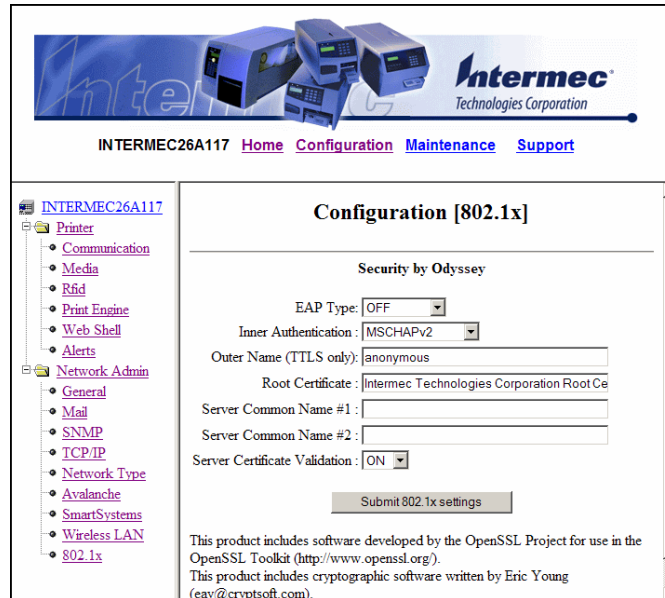 Inte
Intermec
Technologies Corporation
INTERMEC26A117 Home Configuration Maintenance Support
INTERMEC26A117
Printer
Communication
Media
Rfid
Print Engine
Web Shell
Alerts
Network Admin
General
Mail
SNMP
TCP/IP
Network Type
Avalanche
SmartSystems
Wireless LAN
802.1x
Configuration [802.1x]
Security by Odyssey
EAP Type: OFF
Inner Authentication : MSCHAPv2
Outer Name (TTLS only): anonymous
Root Certificate : Intermec Technologies Corporation Root Ce
Server Common Name #1 :
Server Common Name #2 :
Server Certificate Validation : ON
Submit 802.1x settings
This product includes software developed by the OpenSSL Project for use in the
OpenSSL Toolkit (http://www.openssl.org/).
This product includes cryptographic software written by Eric Young
(eay@cryptsoft.com).